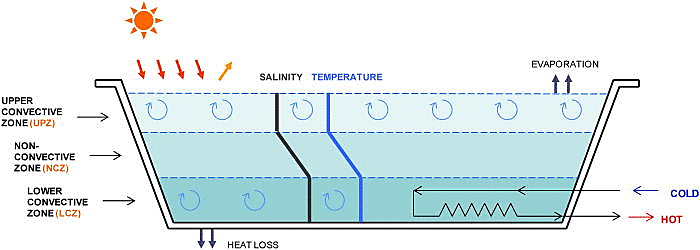 SALINITY TEMPERATURE
EVAPORATION
UPPER
CONVECTIVE
ZONE (UPZ)
NON-
CONVECTIVE
ZONE (NCZ)
LOWER
CONVECTIVE
ZONE (LCZ)
COLD
HOT
HEAT LOSS